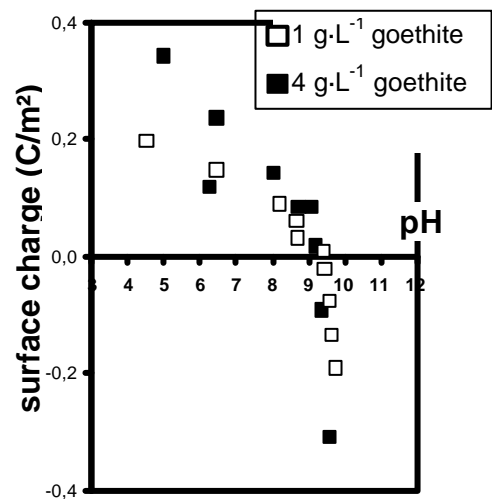 0,4
0,2
0,0
-0,2
-0,4
surface charge (C/m²)
1 g·L⁻¹ goethite
4 g·L⁻¹ goethite
pH
3 4 5 6 7 8 9 10 11 12